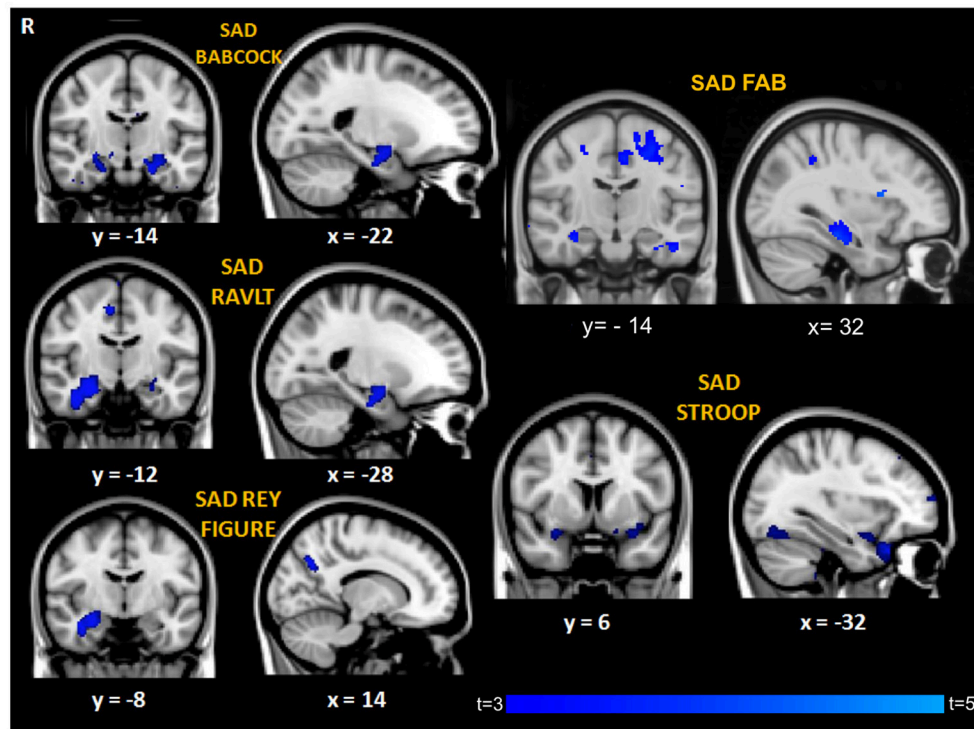 R
SAD
BABCOCK
y = -14
x = -22
SAD
RAVLT
y = -12
x = -28
SAD REY
FIGURE
y = -8
x = 14
SAD FAB
y= - 14
x= 32
SAD
STROOP
y = 6
x = -32
t=3
t=5